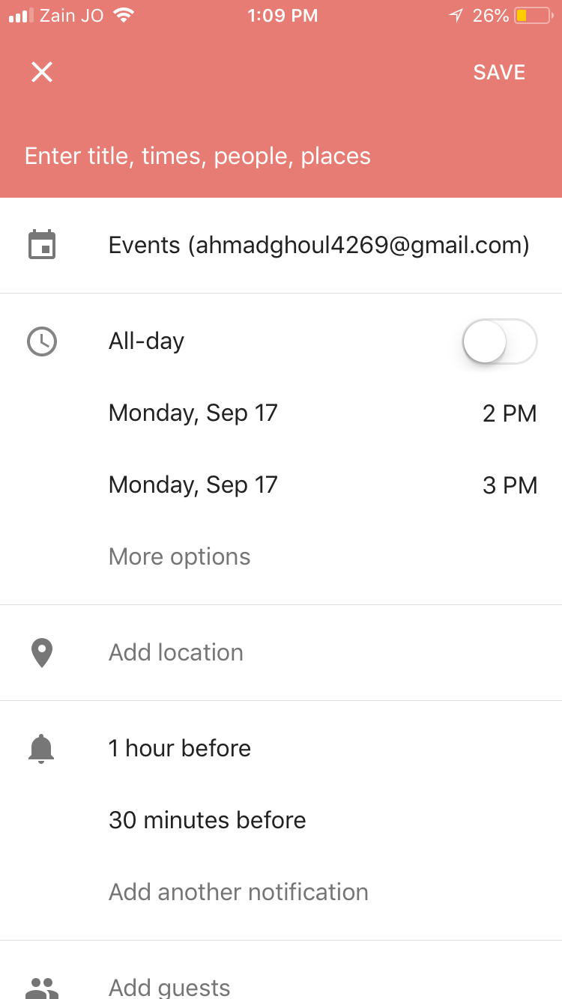 Zain JO 1:09 PM 26%
SAVE
Enter title, times, people, places
Events (ahmadghoul4269@gmail.com)
All-day
Monday, Sep 17 2 PM
Monday, Sep 17 3 PM
More options
Add location
1 hour before
30 minutes before
Add another notification
Add guests